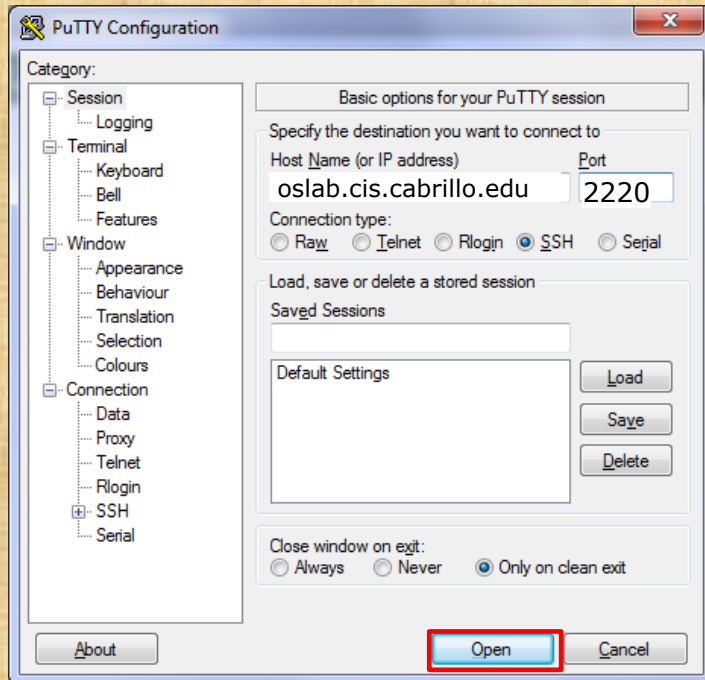 PuTTY Configuration
Category:
Session
Logging
Terminal
Keyboard
Bell
Features
Window
Appearance
Behaviour
Translation
Selection
Colours
Connection
Data
Proxy
Telnet
Rlogin
SSH
Serial
Basic options for your PuTTY session
Specify the destination you want to connect to
Host Name (or IP address) Port
oslab.cis.cabrillo.edu 2220
Connection type:
Raw Telnet Rlogin SSH Serial
Load, save or delete a stored session
Saved Sessions
Default Settings
Load
Save
Delete
Close window on exit:
Always Never Only on clean exit
About Open Cancel